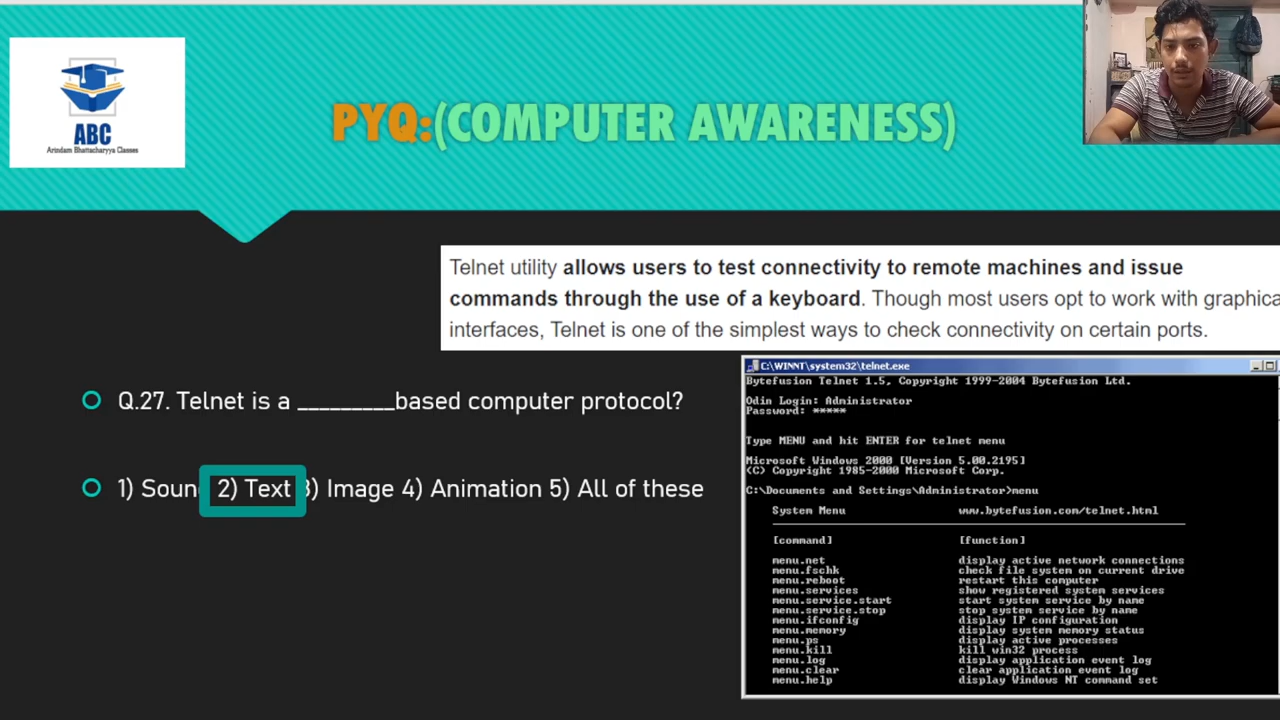 ABC
Arindam Bhattacharyya Classes
PYQ:(COMPUTER AWARENESS)
Telnet utility allows users to test connectivity to remote machines and issue
commands through the use of a keyboard. Though most users opt to work with graphica
interfaces, Telnet is one of the simplest ways to check connectivity on certain ports.
Q.27. Telnet is a _________based computer protocol?
1) Soun 2) Text 3) Image 4) Animation 5) All of these
C:\WINNT\system32\telnet.exe
Bytefusion Telnet 1.5, Copyright 1999-2004 Bytefusion Ltd.
Odin Login: Administrator
Password: *****
Type MENU and hit ENTER for telnet menu
Microsoft Windows 2000 [Version 5.00.2195]
(C) Copyright 1985-2000 Microsoft Corp.
C:\Documents and Settings\Administrator>menu
System Menu www.bytefusion.com/telnet.html
[command] [function]
menu.net display active network connections
menu.fschk check file system on current drive
menu.reboot restart this computer
menu.services show registered system services
menu.service.start start system service by name
menu.service.stop stop system service by name
menu.ifconfig display IP configuration
menu.memory display system memory status
menu.ps display active processes
menu.kill kill win32 process
menu.log display application event log
menu.clear clear application event log
menu.help display Windows NT command set